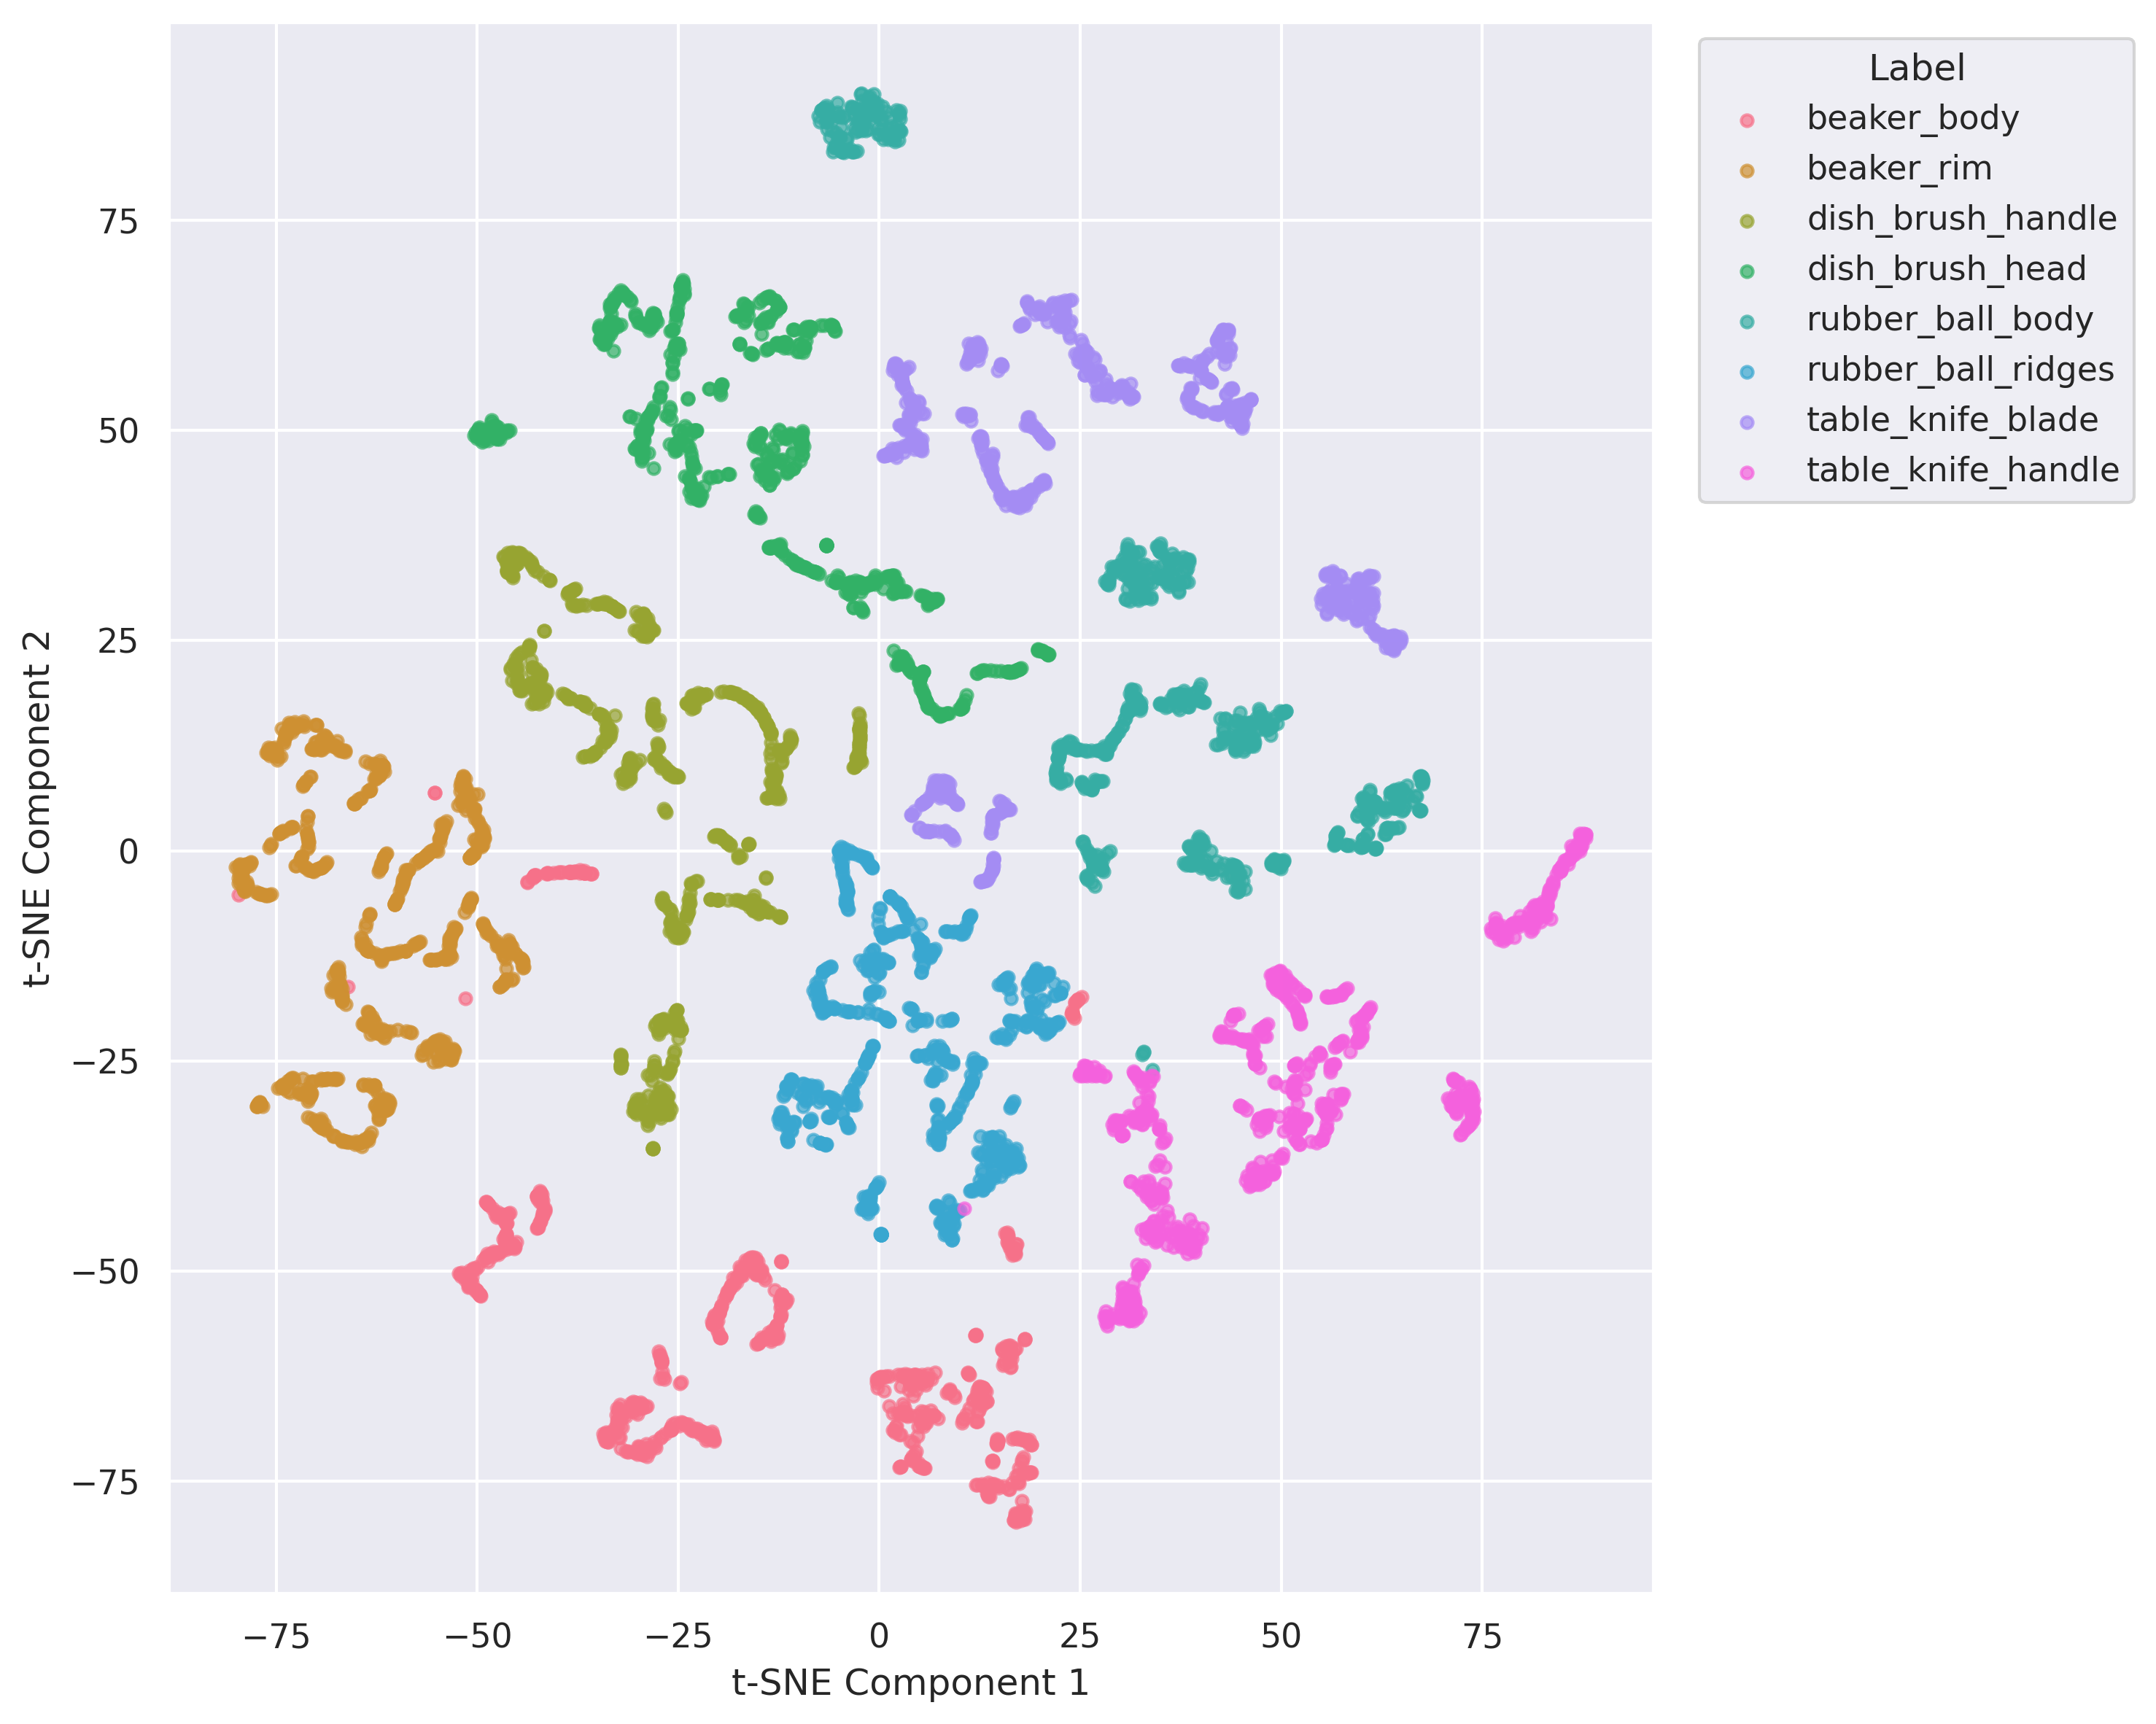 Label
beaker_body
beaker_rim
dish_brush_handle
dish_brush_head
rubber_ball_body
rubber_ball_ridges
table_knife_blade
table_knife_handle
75
50
25
0
−25
−50
−75
t-SNE Component 2
−75 −50 −25 0 25 50 75
t-SNE Component 1